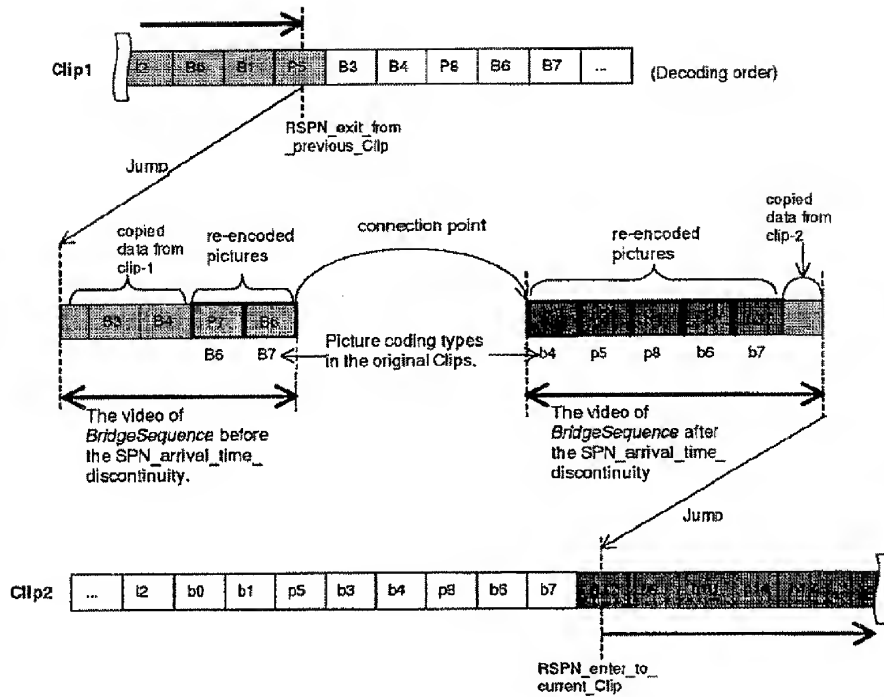 Clip1
B1
P5
B3
B4
P8
B6
B7
...
(Decoding order)
RSPN_exit_from
_previous_Clip
Jump
copied
data from
clip-1
re-encoded
pictures
connection point
re-encoded
pictures
copied
data from
clip-2
B3
B4
P7
B6
B7
Picture coding types
in the original Clips.
b4
p5
p8
b6
b7
The video of
BridgeSequence before
the SPN_arrival_time_
discontinuity.
The video of
BridgeSequence after
the SPN_arrival_time_
discontinuity
Jump
Clip2
...
i2
b0
b1
p5
b3
b4
p8
b6
b7
RSPN_enter_to_
current_Clip